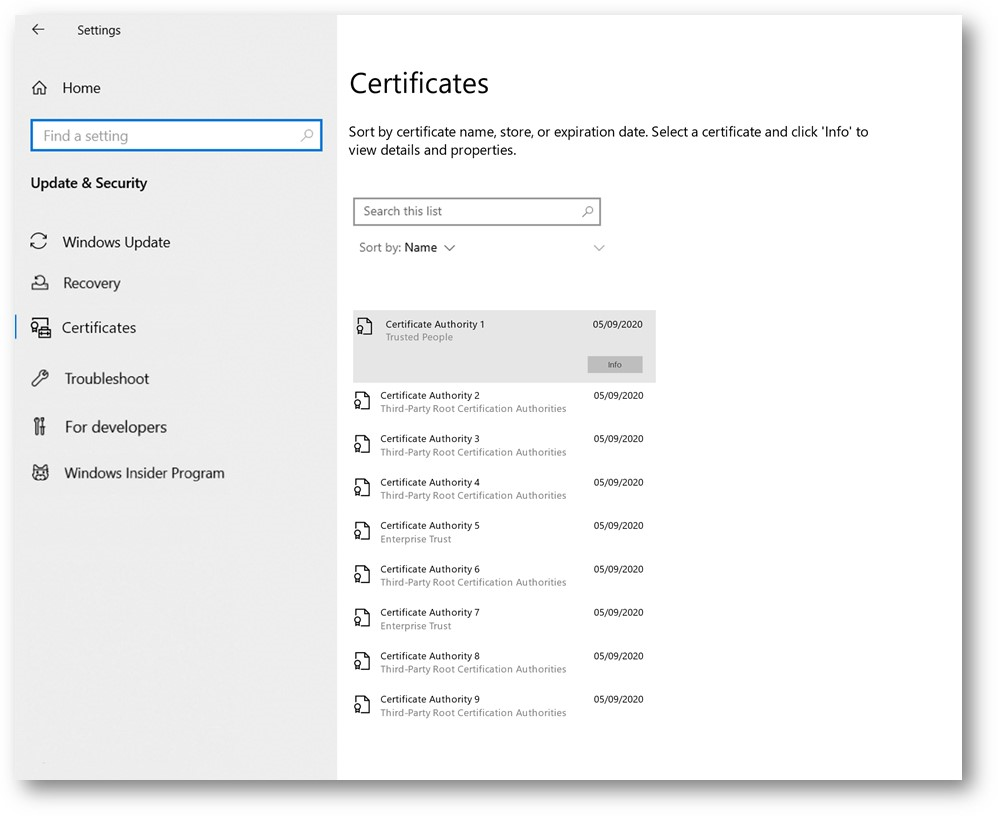 Settings
Home
Find a setting
Update & Security
Windows Update
Recovery
Certificates
Troubleshoot
For developers
Windows Insider Program
Certificates
Sort by certificate name, store, or expiration date. Select a certificate and click 'Info' to
view details and properties.
Search this list
Sort by: Name
Certificate Authority 1 05/09/2020
Trusted People
Info
Certificate Authority 2 05/09/2020
Third-Party Root Certification Authorities
Certificate Authority 3 05/09/2020
Third-Party Root Certification Authorities
Certificate Authority 4 05/09/2020
Third-Party Root Certification Authorities
Certificate Authority 5 05/09/2020
Enterprise Trust
Certificate Authority 6 05/09/2020
Third-Party Root Certification Authorities
Certificate Authority 7 05/09/2020
Enterprise Trust
Certificate Authority 8 05/09/2020
Third-Party Root Certification Authorities
Certificate Authority 9 05/09/2020
Third-Party Root Certification Authorities